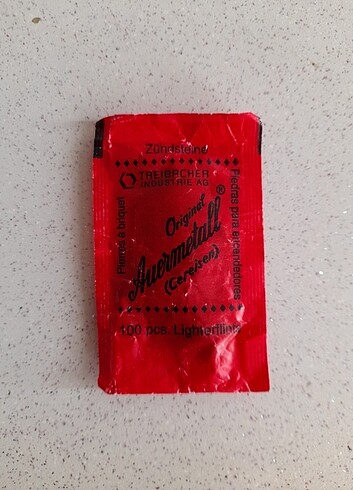 Zündsteine
TREIBACHER
INDUSTRIE AG
Original
Auermetall®
(Cereisen)
100 pcs. Lighterflints
Pierres à briquet
Piedras para encendedores